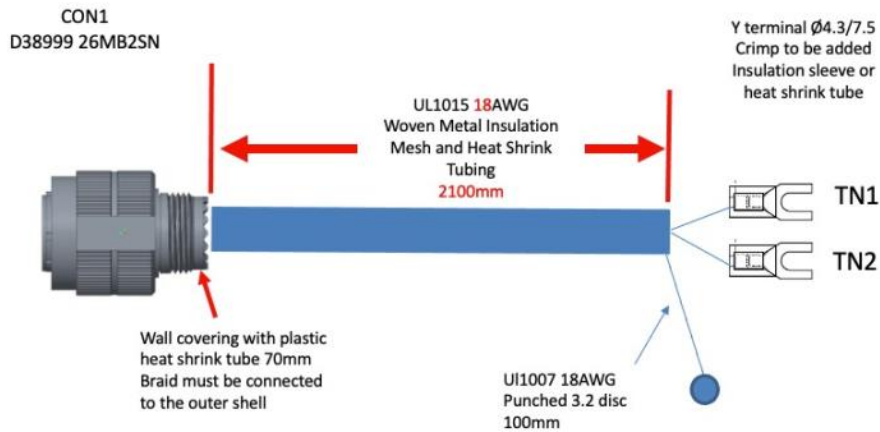 CON1
D38999 26MB2SN
Y terminal Ø4.3/7.5
Crimp to be added
Insulation sleeve or
heat shrink tube
UL1015 18AWG
Woven Metal Insulation
Mesh and Heat Shrink
Tubing
2100mm
TN1
TN2
Wall covering with plastic
heat shrink tube 70mm
Braid must be connected
to the outer shell
Ul1007 18AWG
Punched 3.2 disc
100mm